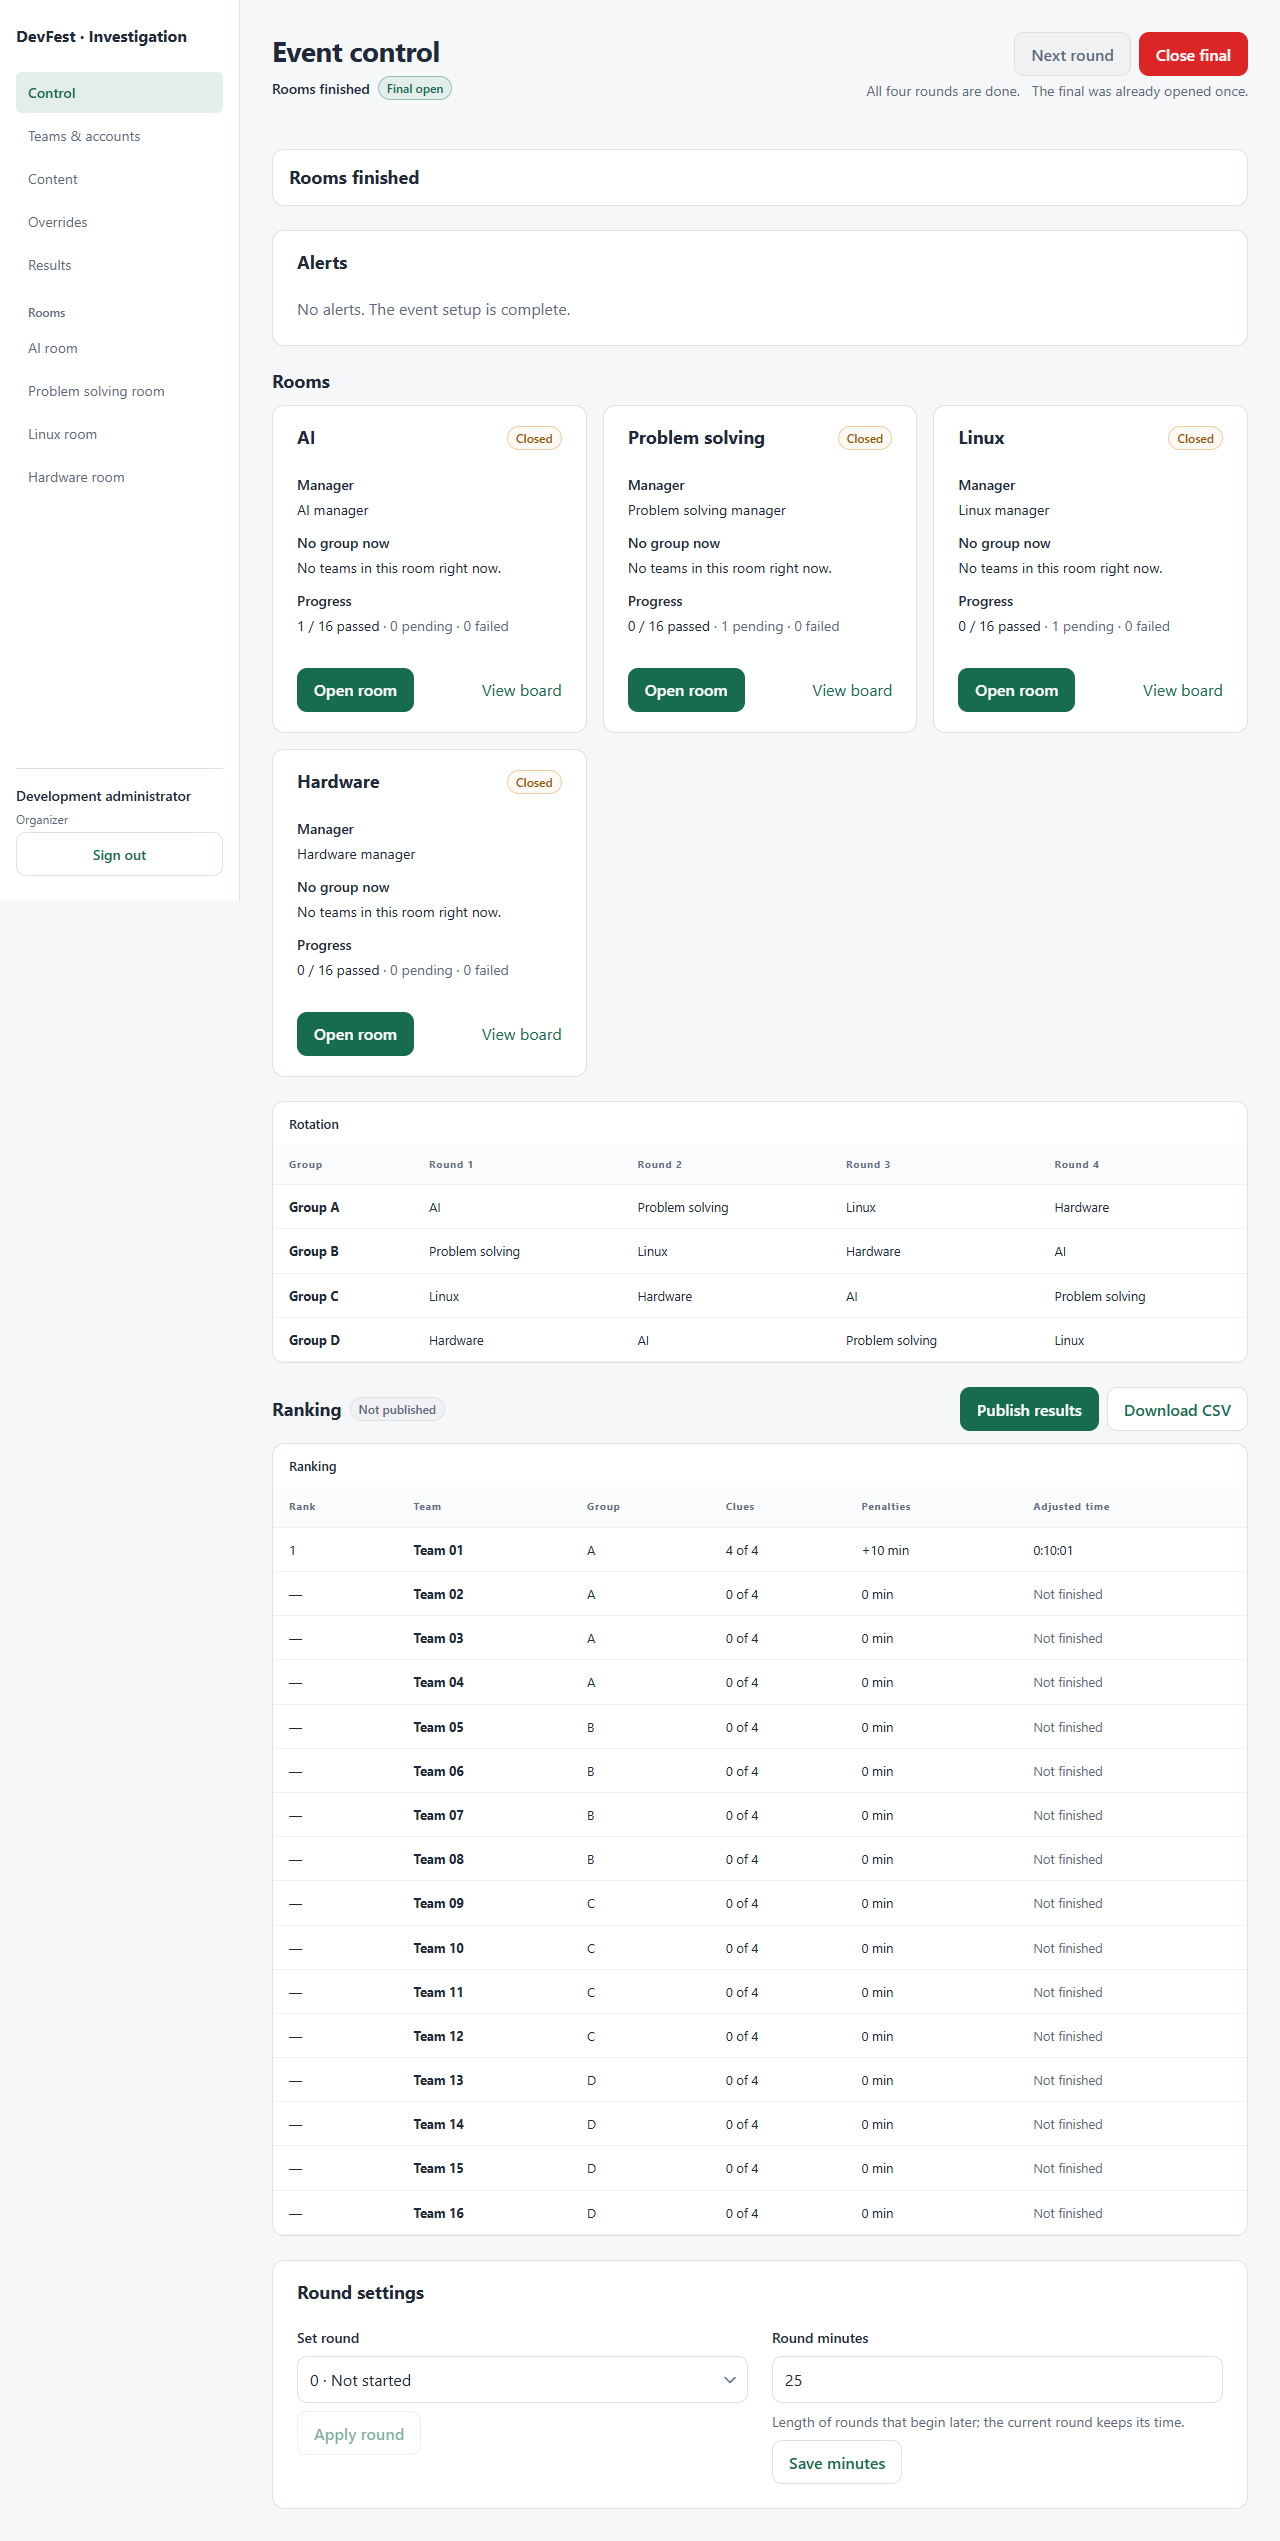 DevFest · Investigation
Control
Teams & accounts
Content
Overrides
Results
Rooms
AI room
Problem solving room
Linux room
Hardware room
Development administrator
Organizer
Sign out
Event control
Rooms finished Final open
Next round Close final
All four rounds are done. The final was already opened once.
Rooms finished
Alerts
No alerts. The event setup is complete.
Rooms
AI Closed
Manager
AI manager
No group now
No teams in this room right now.
Progress
1 / 16 passed · 0 pending · 0 failed
Open room View board
Problem solving Closed
Manager
Problem solving manager
No group now
No teams in this room right now.
Progress
0 / 16 passed · 1 pending · 0 failed
Open room View board
Linux Closed
Manager
Linux manager
No group now
No teams in this room right now.
Progress
0 / 16 passed · 1 pending · 0 failed
Open room View board
Hardware Closed
Manager
Hardware manager
No group now
No teams in this room right now.
Progress
0 / 16 passed · 0 pending · 0 failed
Open room View board
Rotation
Group Round 1 Round 2 Round 3 Round 4
Group A AI Problem solving Linux Hardware
Group B Problem solving Linux Hardware AI
Group C Linux Hardware AI Problem solving
Group D Hardware AI Problem solving Linux
Ranking Not published Publish results Download CSV
Ranking
Rank Team Group Clues Penalties Adjusted time
1 Team 01 A 4 of 4 +10 min 0:10:01
— Team 02 A 0 of 4 0 min Not finished
— Team 03 A 0 of 4 0 min Not finished
— Team 04 A 0 of 4 0 min Not finished
— Team 05 B 0 of 4 0 min Not finished
— Team 06 B 0 of 4 0 min Not finished
— Team 07 B 0 of 4 0 min Not finished
— Team 08 B 0 of 4 0 min Not finished
— Team 09 C 0 of 4 0 min Not finished
— Team 10 C 0 of 4 0 min Not finished
— Team 11 C 0 of 4 0 min Not finished
— Team 12 C 0 of 4 0 min Not finished
— Team 13 D 0 of 4 0 min Not finished
— Team 14 D 0 of 4 0 min Not finished
— Team 15 D 0 of 4 0 min Not finished
— Team 16 D 0 of 4 0 min Not finished
Round settings
Set round
0 · Not started
Apply round
Round minutes
25
Length of rounds that begin later; the current round keeps its time.
Save minutes